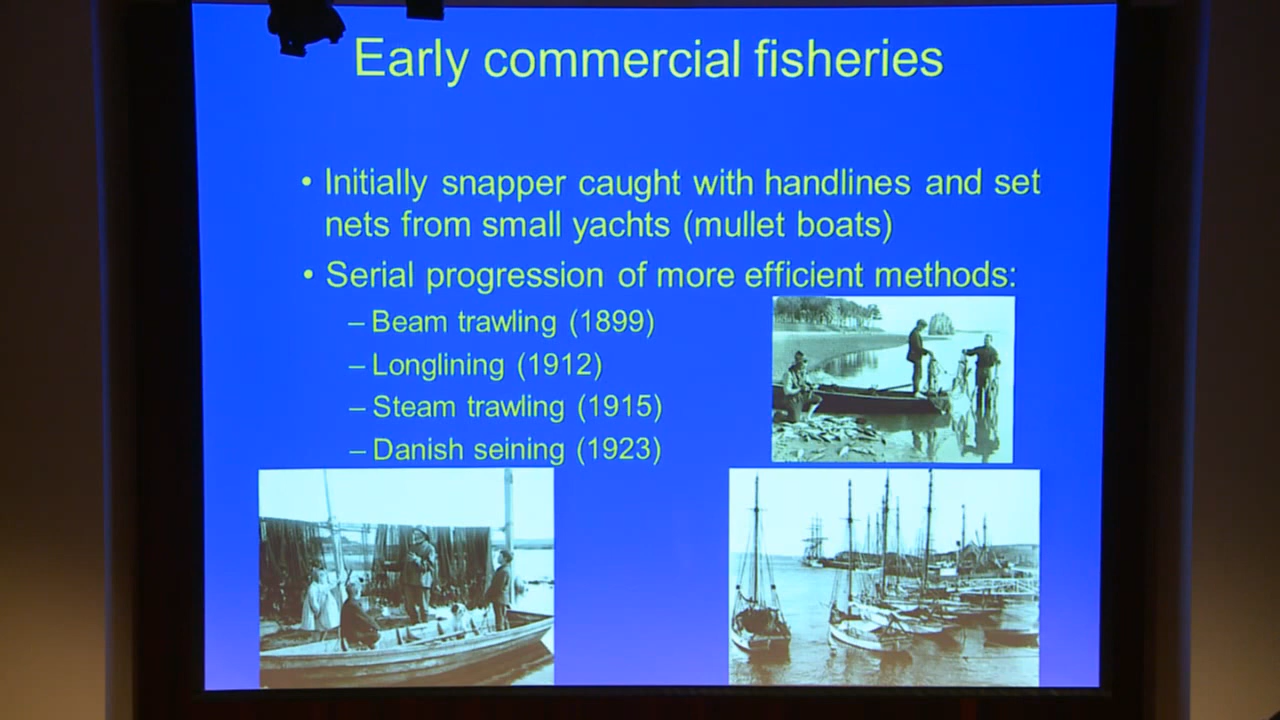 Early commercial fisheries
• Initially snapper caught with handlines and set
nets from small yachts (mullet boats)
• Serial progression of more efficient methods:
– Beam trawling (1899)
– Longlining (1912)
– Steam trawling (1915)
– Danish seining (1923)